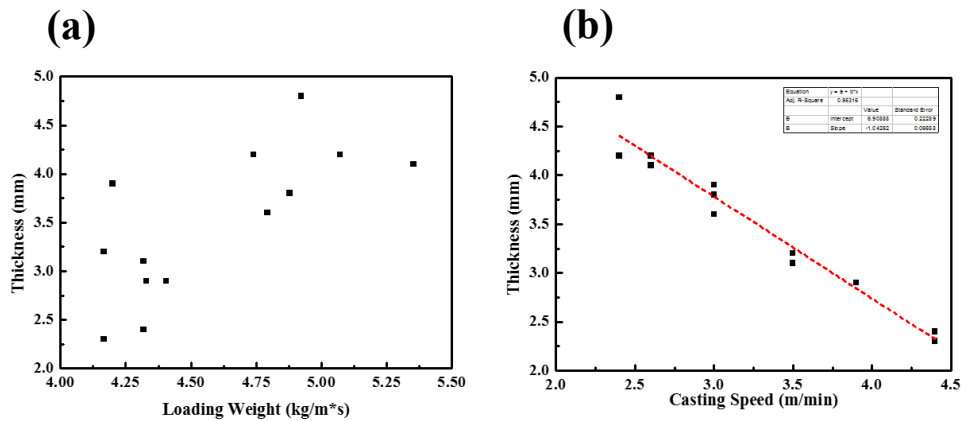 (a)
(b)
5.0
4.5
4.0
3.5
3.0
2.5
2.0
Thickness (mm)
4.00 4.25 4.50 4.75 5.00 5.25 5.50
Loading Weight (kg/m*s)
5.0
4.5
4.0
3.5
3.0
2.5
2.0
Thickness (mm)
2.0 2.5 3.0 3.5 4.0 4.5
Casting Speed (m/min)
Equation y = a + b*x
Adj. R-Square
Value Standard Error
B Intercept
B Slope